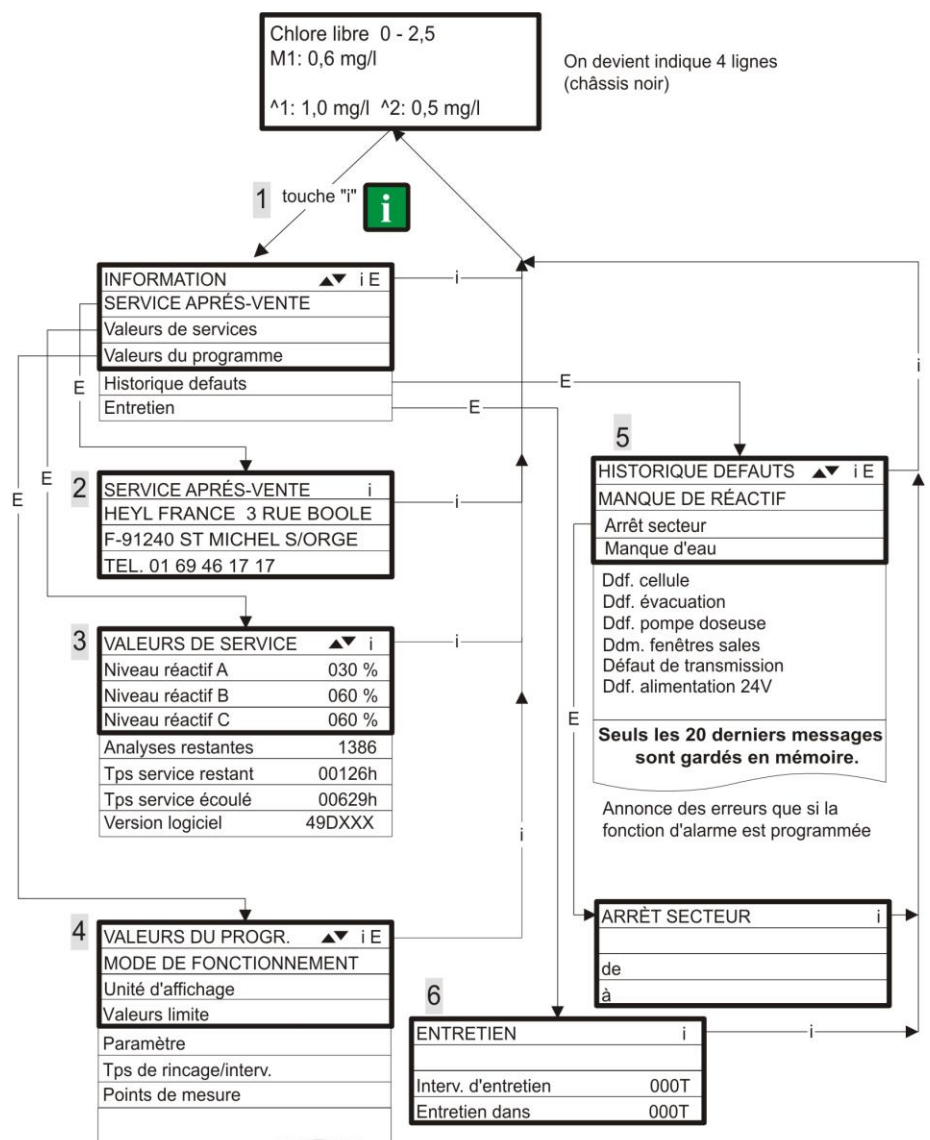 Chlore libre 0 - 2,5
M1: 0,6 mg/l
^1: 1,0 mg/l ^2: 0,5 mg/l
On devient indique 4 lignes
(châssis noir)
1 touche "i" i
INFORMATION ▲▼ i E
SERVICE APRÉS-VENTE
Valeurs de services
Valeurs du programme
Historique defauts
Entretien
i
E
E
E
E
E
i
2
SERVICE APRÉS-VENTE i
HEYL FRANCE 3 RUE BOOLE
F-91240 ST MICHEL S/ORGE
TEL. 01 69 46 17 17
i
3
VALEURS DE SERVICE ▲▼ i
Niveau réactif A 030 %
Niveau réactif B 060 %
Niveau réactif C 060 %
Analyses restantes 1386
Tps service restant 00126h
Tps service écoulé 00629h
Version logiciel 49DXXX
i
i
4
VALEURS DU PROGR. ▲▼ i E
MODE DE FONCTIONNEMENT
Unité d'affichage
Valeurs limite
Paramètre
Tps de rincage/interv.
Points de mesure
5
HISTORIQUE DEFAUTS ▲▼ i E
MANQUE DE RÉACTIF
Arrêt secteur
Manque d'eau
Ddf. cellule
Ddf. évacuation
Ddf. pompe doseuse
Ddm. fenêtres sales
Défaut de transmission
Ddf. alimentation 24V
E
Seuls les 20 derniers messages
sont gardés en mémoire.
Annonce des erreurs que si la
fonction d'alarme est programmée
ARRÈT SECTEUR i
de
à
6
ENTRETIEN i
Interv. d'entretien 000T
Entretien dans 000T
i